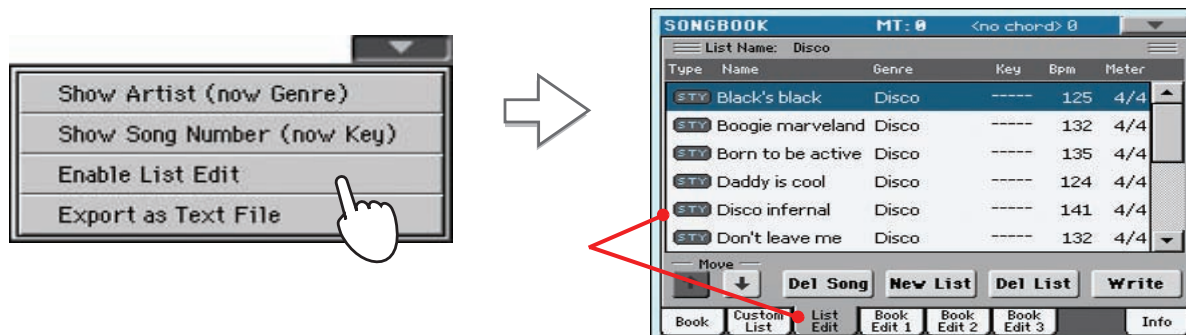 Show Artist (now Genre)
Show Song Number (now Key)
Enable List Edit
Export as Text File
SONGBOOK MT: 0 <no chord> 0
List Name: Disco
Type Name Genre Key Bpm Meter
STY Black's black Disco ----- 125 4/4
STY Boogie marveland Disco ----- 132 4/4
STY Born to be active Disco ----- 135 4/4
STY Daddy is cool Disco ----- 124 4/4
STY Disco infernal Disco ----- 141 4/4
STY Don't leave me Disco ----- 132 4/4
Move
Del Song New List Del List Write
Book Custom List List Edit Book Edit 1 Book Edit 2 Book Edit 3 Info